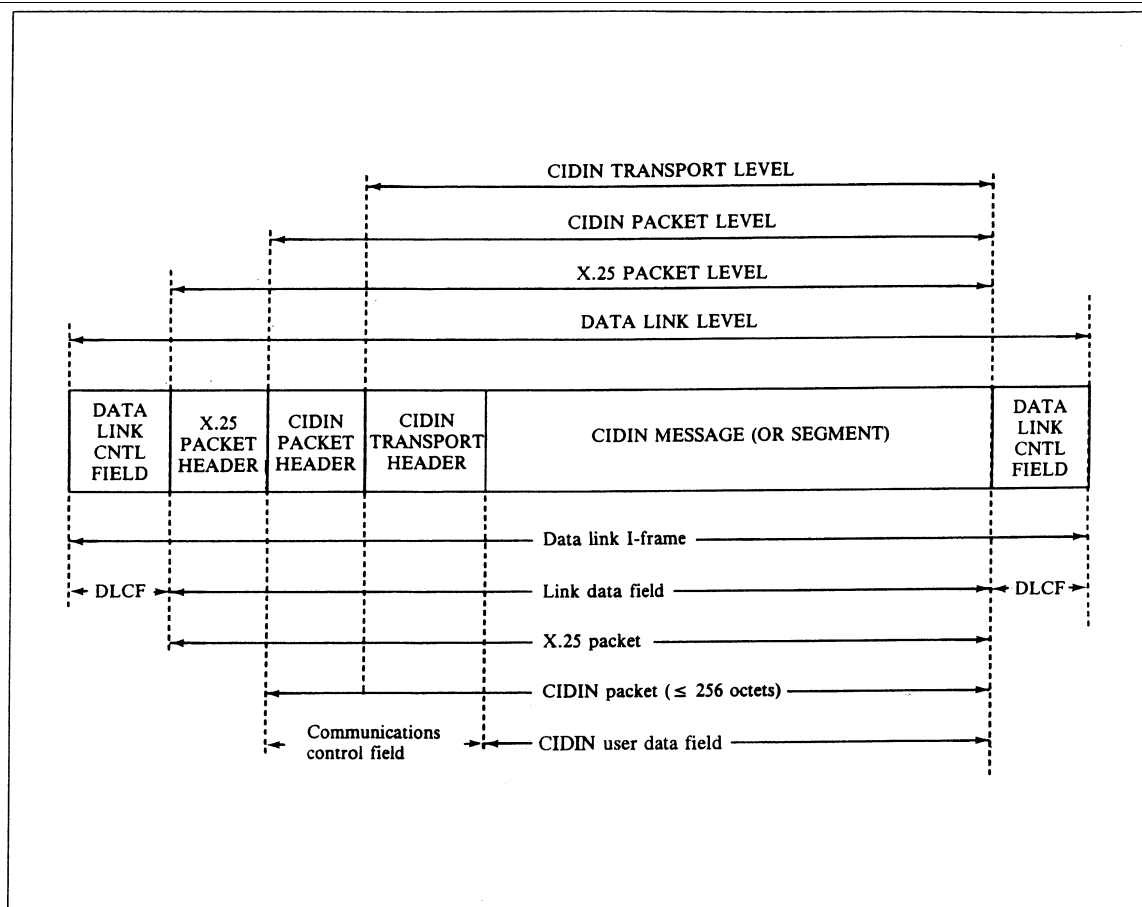 CIDIN TRANSPORT LEVEL
CIDIN PACKET LEVEL
X.25 PACKET LEVEL
DATA LINK LEVEL
DATA
LINK
CNTL
FIELD
X.25
PACKET
HEADER
CIDIN
PACKET
HEADER
CIDIN
TRANSPORT
HEADER
CIDIN MESSAGE (OR SEGMENT)
DATA
LINK
CNTL
FIELD
Data link I-frame
DLCF
Link data field
DLCF
X.25 packet
CIDIN packet (≤ 256 octets)
Communications
control field
CIDIN user data field